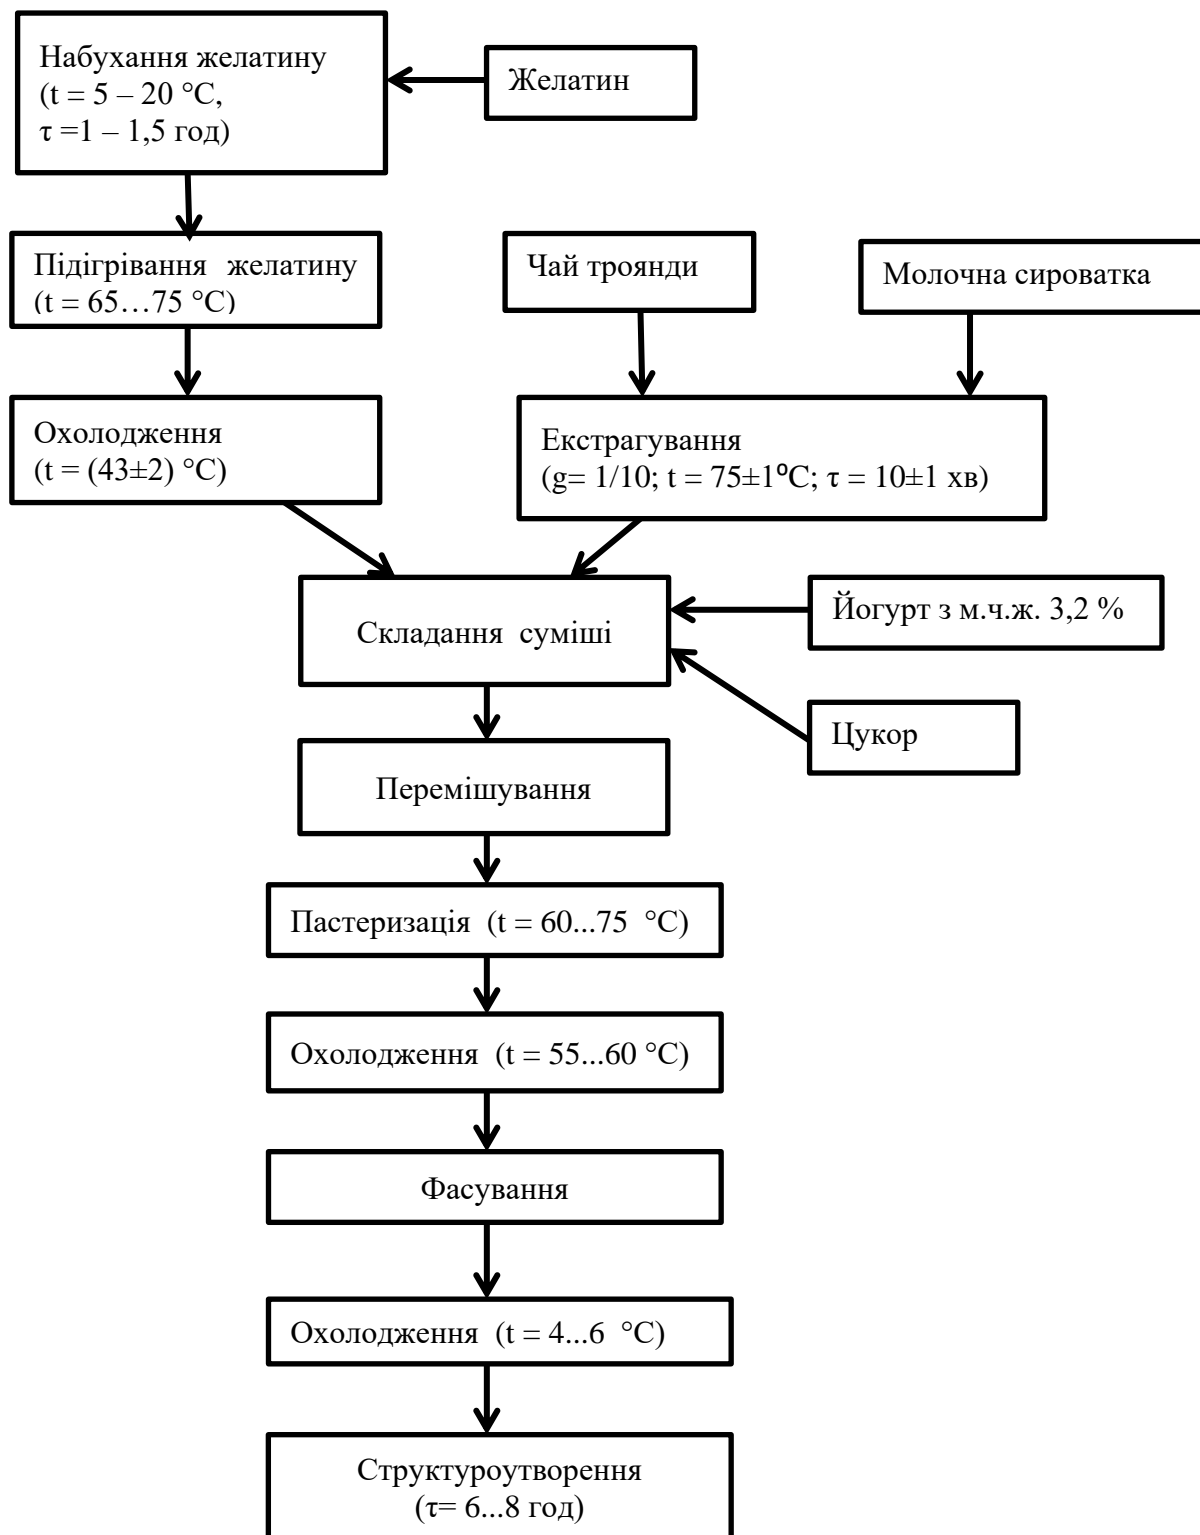 Набухання желатину
(t = 5 – 20 °C,
τ =1 – 1,5 год)
Желатин
Підігрівання желатину
(t = 65…75 °C)
Чай троянди
Молочна сироватка
Охолодження
(t = (43±2) °C)
Екстрагування
(g= 1/10; t = 75±1⁰C; τ = 10±1 хв)
Складання суміші
Йогурт з м.ч.ж. 3,2 %
Цукор
Перемішування
Пастеризація (t = 60...75 °C)
Охолодження (t = 55...60 °C)
Фасування
Охолодження (t = 4...6 °C)
Структуроутворення
(τ= 6...8 год)